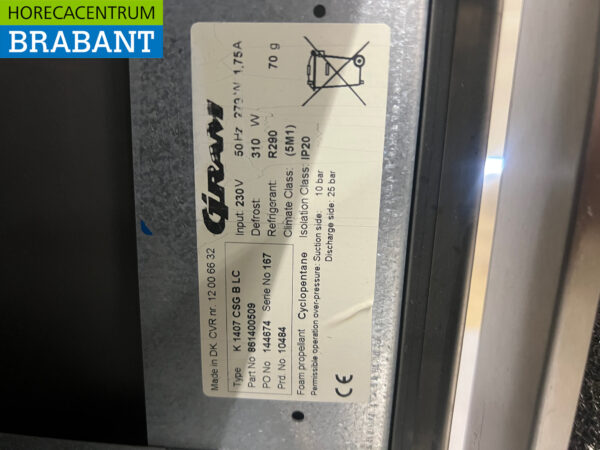 HORECACENTRUM
BRABANT
Made in DK. CVR nr. 12 00 66 32
GRAM
Type K 1407 CSG B LC
Part No 861400509
PO No 144674 Serie No 167
Prd. No 10484
Input: 230V 50 Hz W 1.75A
Defrost: 310 W
Refrigerant: R290 70 g
Climate Class: (5M1)
Isolation Class: IP20
Foam propellant Cyclopentane
Permissible operation over-pressure: Suction side: 10 bar
Discharge side: 25 bar
CE